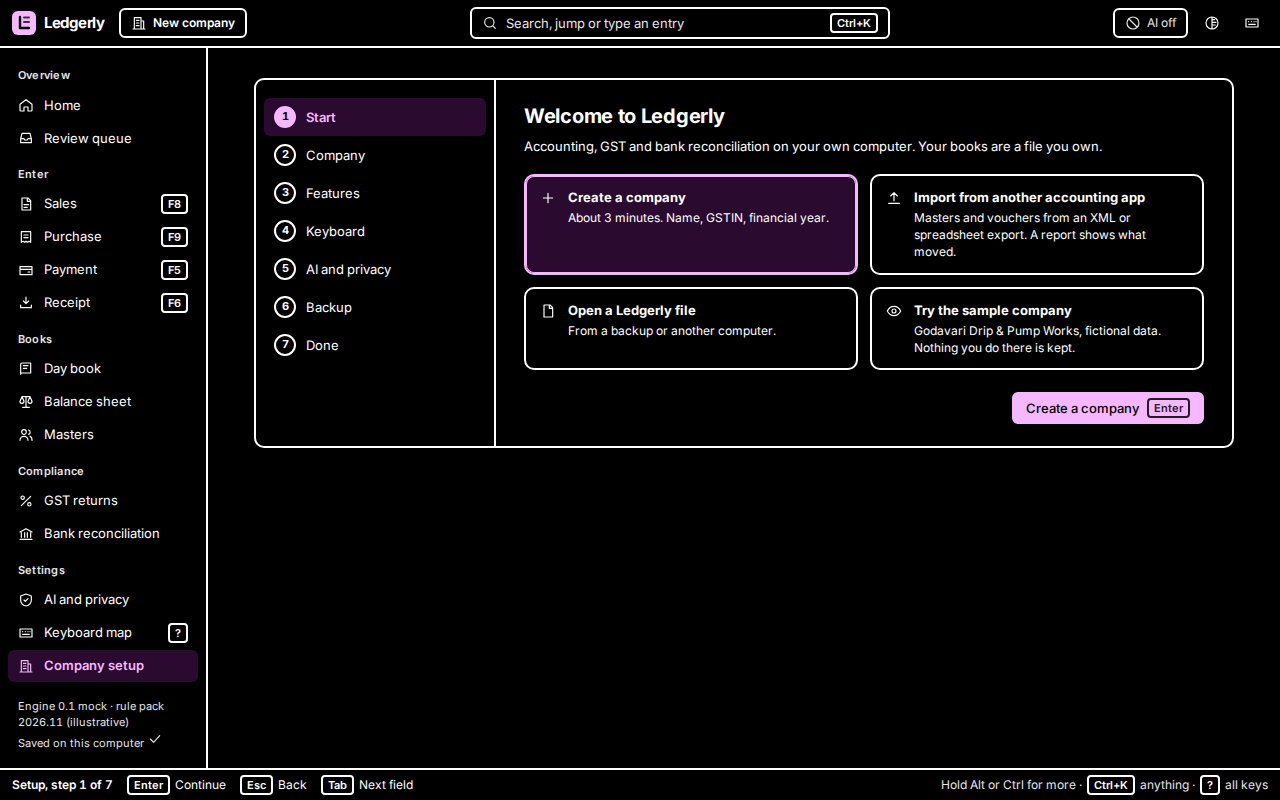 Ledgerly
New company
Search, jump or type an entry
Ctrl+K
AI off
Overview
Home
Review queue
Enter
Sales F8
Purchase F9
Payment F5
Receipt F6
Books
Day book
Balance sheet
Masters
Compliance
GST returns
Bank reconciliation
Settings
AI and privacy
Keyboard map ?
Company setup
Engine 0.1 mock · rule pack
2026.11 (illustrative)
Saved on this computer
1 Start
2 Company
3 Features
4 Keyboard
5 AI and privacy
6 Backup
7 Done
Welcome to Ledgerly
Accounting, GST and bank reconciliation on your own computer. Your books are a file you own.
Create a company
About 3 minutes. Name, GSTIN, financial year.
Import from another accounting app
Masters and vouchers from an XML or
spreadsheet export. A report shows what
moved.
Open a Ledgerly file
From a backup or another computer.
Try the sample company
Godavari Drip & Pump Works, fictional data.
Nothing you do there is kept.
Create a company Enter
Setup, step 1 of 7 Enter Continue Esc Back Tab Next field
Hold Alt or Ctrl for more · Ctrl+K anything · ? all keys